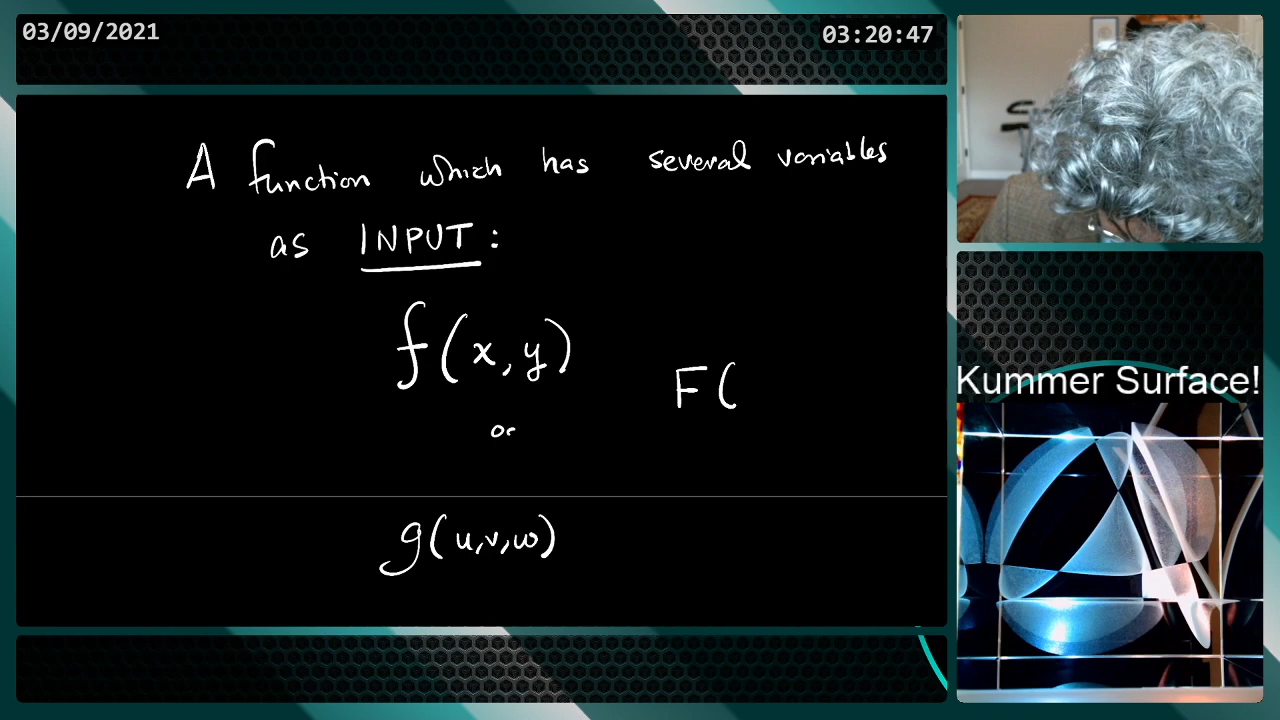 03/09/2021
03:20:47
A function which has several variables
as INPUT:
f(x,y)
F(
or
g(u,v,w)
Kummer Surface!